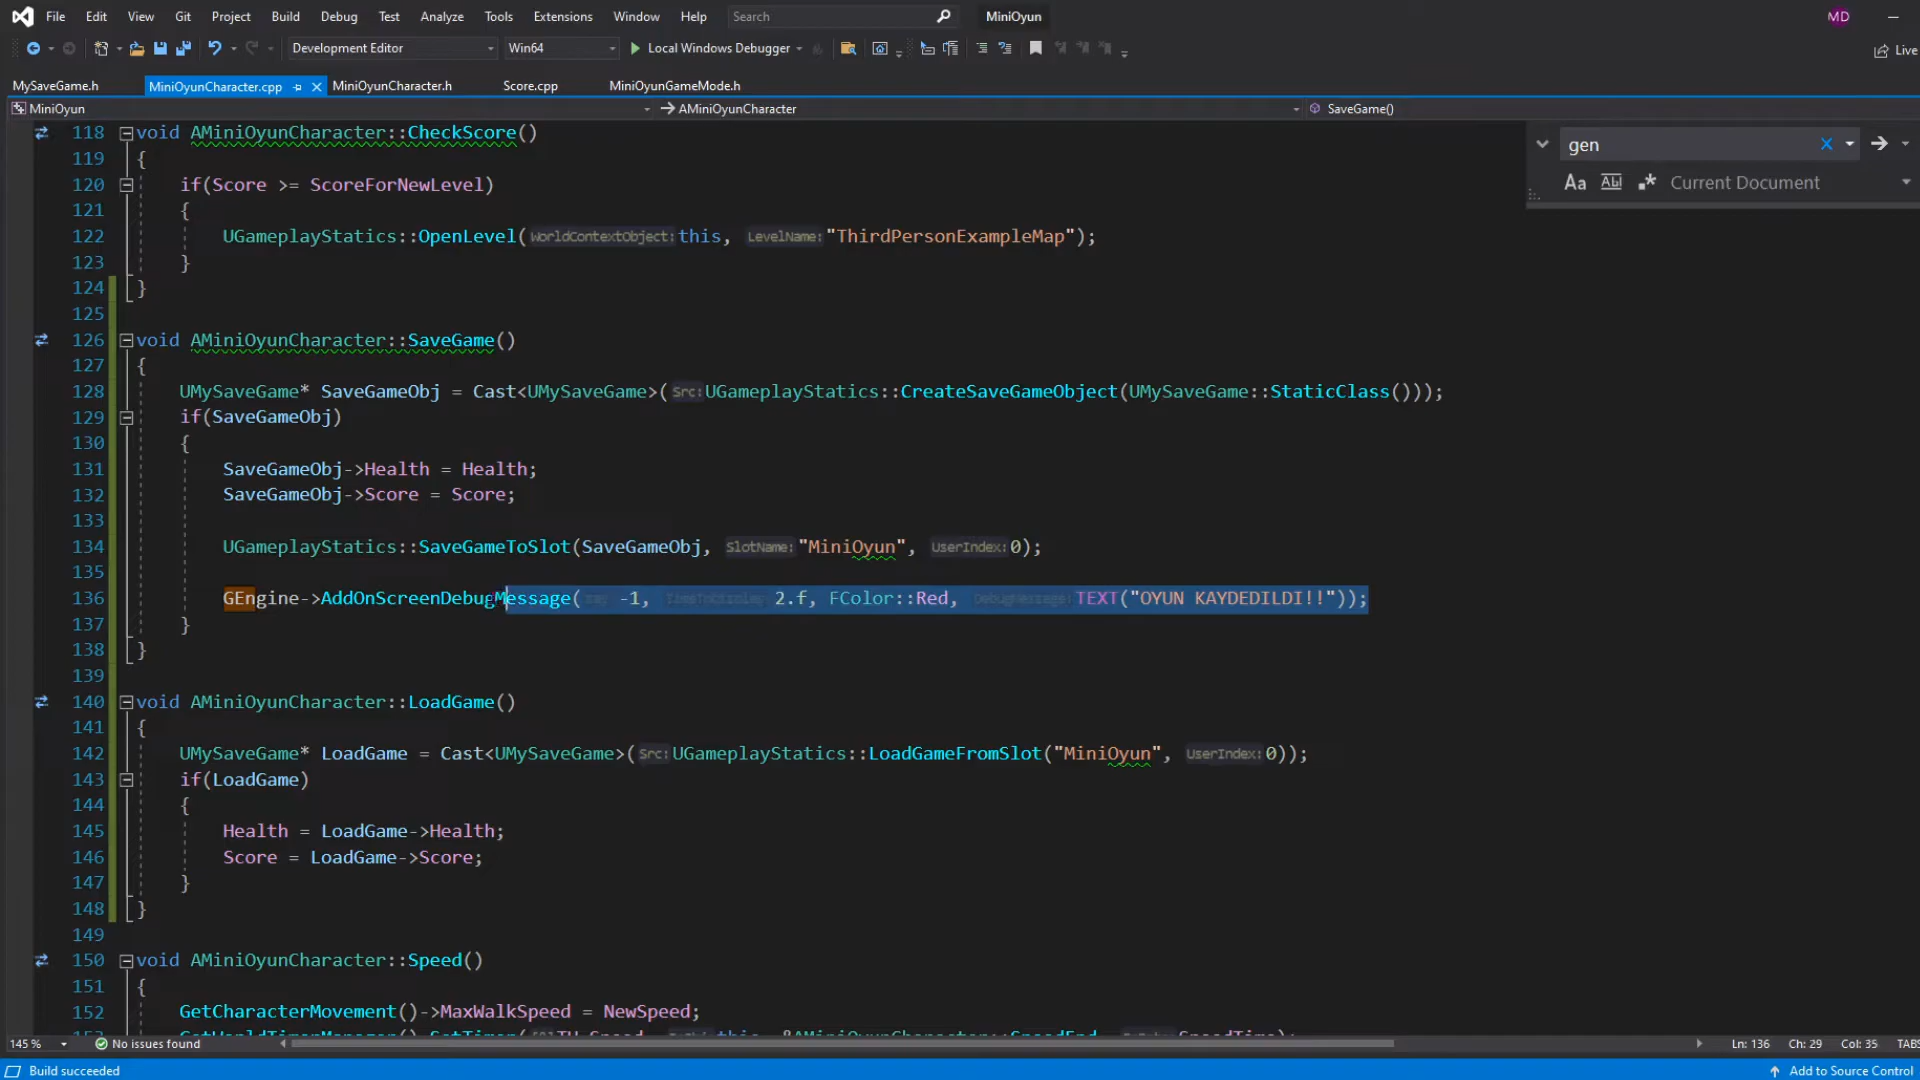 File Edit View Git Project Build Debug Test Analyze Tools Extensions Window Help Search MiniOyun MD
Development Editor Win64 Local Windows Debugger Live
MySaveGame.h MiniOyunCharacter.cpp MiniOyunCharacter.h Score.cpp MiniOyunGameMode.h
MiniOyun AMiniOyunCharacter SaveGame()
gen
Aa Abl .* Current Document
118 void AMiniOyunCharacter::CheckScore()
119 {
120 if(Score >= ScoreForNewLevel)
121 {
122 UGameplayStatics::OpenLevel(WorldContextObject:this, LevelName:"ThirdPersonExampleMap");
123 }
124 }
125
126 void AMiniOyunCharacter::SaveGame()
127 {
128 UMySaveGame* SaveGameObj = Cast<UMySaveGame>(Src:UGameplayStatics::CreateSaveGameObject(UMySaveGame::StaticClass()));
129 if(SaveGameObj)
130 {
131 SaveGameObj->Health = Health;
132 SaveGameObj->Score = Score;
133
134 UGameplayStatics::SaveGameToSlot(SaveGameObj, SlotName:"MiniOyun", UserIndex:0);
135
136 GEngine->AddOnScreenDebugMessage( -1, TimeToDisplay: 2.f, FColor::Red, DebugMessage:TEXT("OYUN KAYDEDILDI!!"));
137 }
138 }
139
140 void AMiniOyunCharacter::LoadGame()
141 {
142 UMySaveGame* LoadGame = Cast<UMySaveGame>(Src:UGameplayStatics::LoadGameFromSlot("MiniOyun", UserIndex:0));
143 if(LoadGame)
144 {
145 Health = LoadGame->Health;
146 Score = LoadGame->Score;
147 }
148 }
149
150 void AMiniOyunCharacter::Speed()
151 {
152 GetCharacterMovement()->MaxWalkSpeed = NewSpeed;
145 % No issues found Ln: 136 Ch: 29 Col: 35 TABS
Build succeeded Add to Source Control